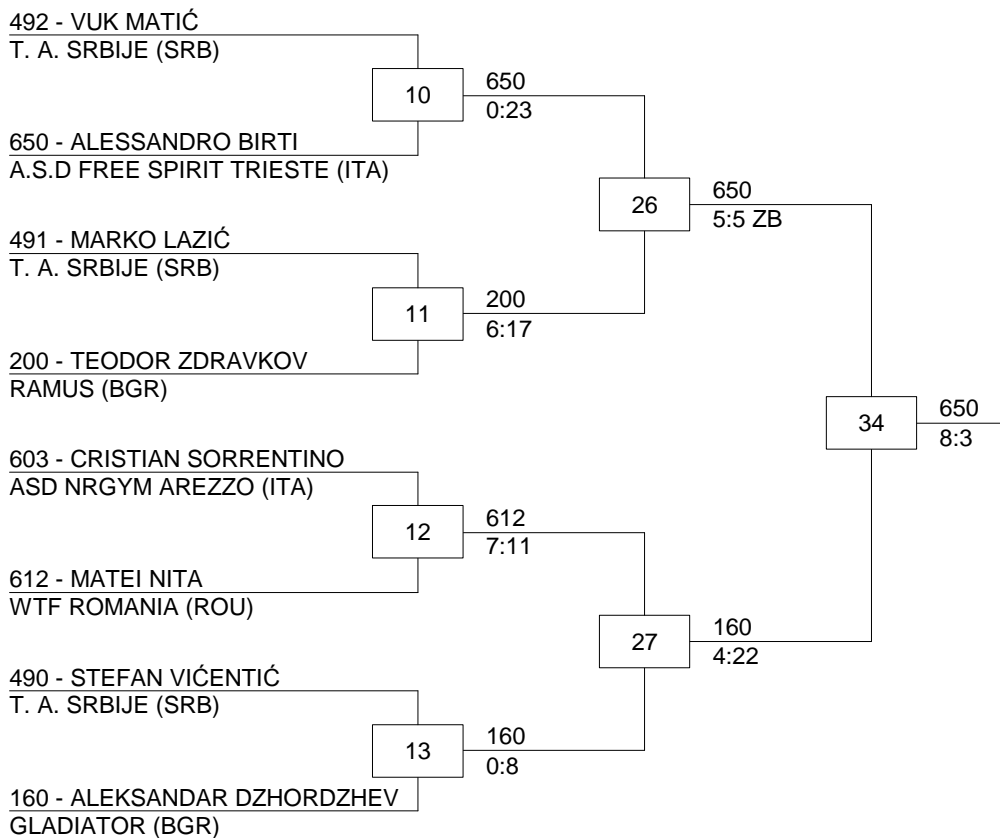 492 - VUK MATIĆ
T. A. SRBIJE (SRB)
10
650
0:23
650 - ALESSANDRO BIRTI
A.S.D FREE SPIRIT TRIESTE (ITA)
26
650
5:5 ZB
491 - MARKO LAZIĆ
T. A. SRBIJE (SRB)
11
200
6:17
200 - TEODOR ZDRAVKOV
RAMUS (BGR)
34
650
8:3
603 - CRISTIAN SORRENTINO
ASD NRGYM AREZZO (ITA)
12
612
7:11
612 - MATEI NITA
WTF ROMANIA (ROU)
27
160
4:22
490 - STEFAN VIĆENTIĆ
T. A. SRBIJE (SRB)
13
160
0:8
160 - ALEKSANDAR DZHORDZHEV
GLADIATOR (BGR)